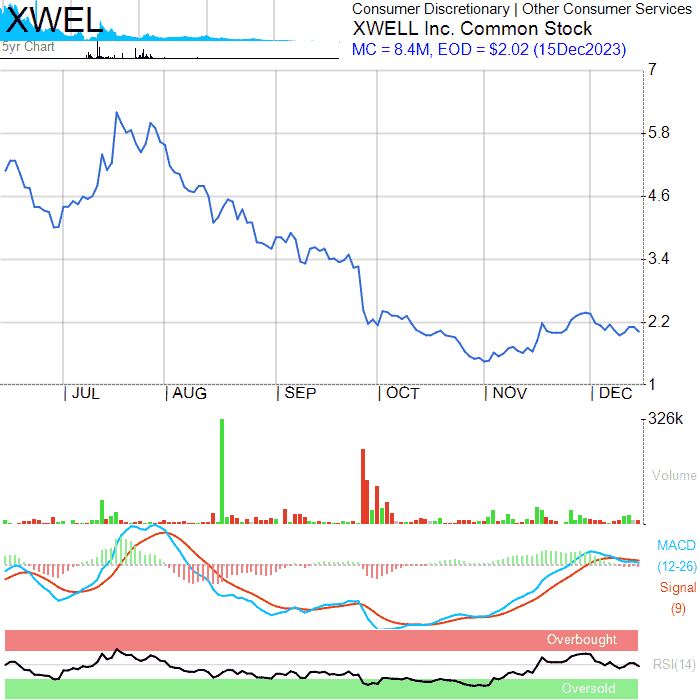 XWEL
5yr Chart
Consumer Discretionary | Other Consumer Services
XWELL Inc. Common Stock
MC = 8.4M, EOD = $2.02 (15Dec2023)
7
5.8
4.6
3.4
2.2
1
JUL AUG SEP OCT NOV DEC
326k
Volume
MACD
(12-26)
Signal
(9)
Overbought
RSI(14)
Oversold